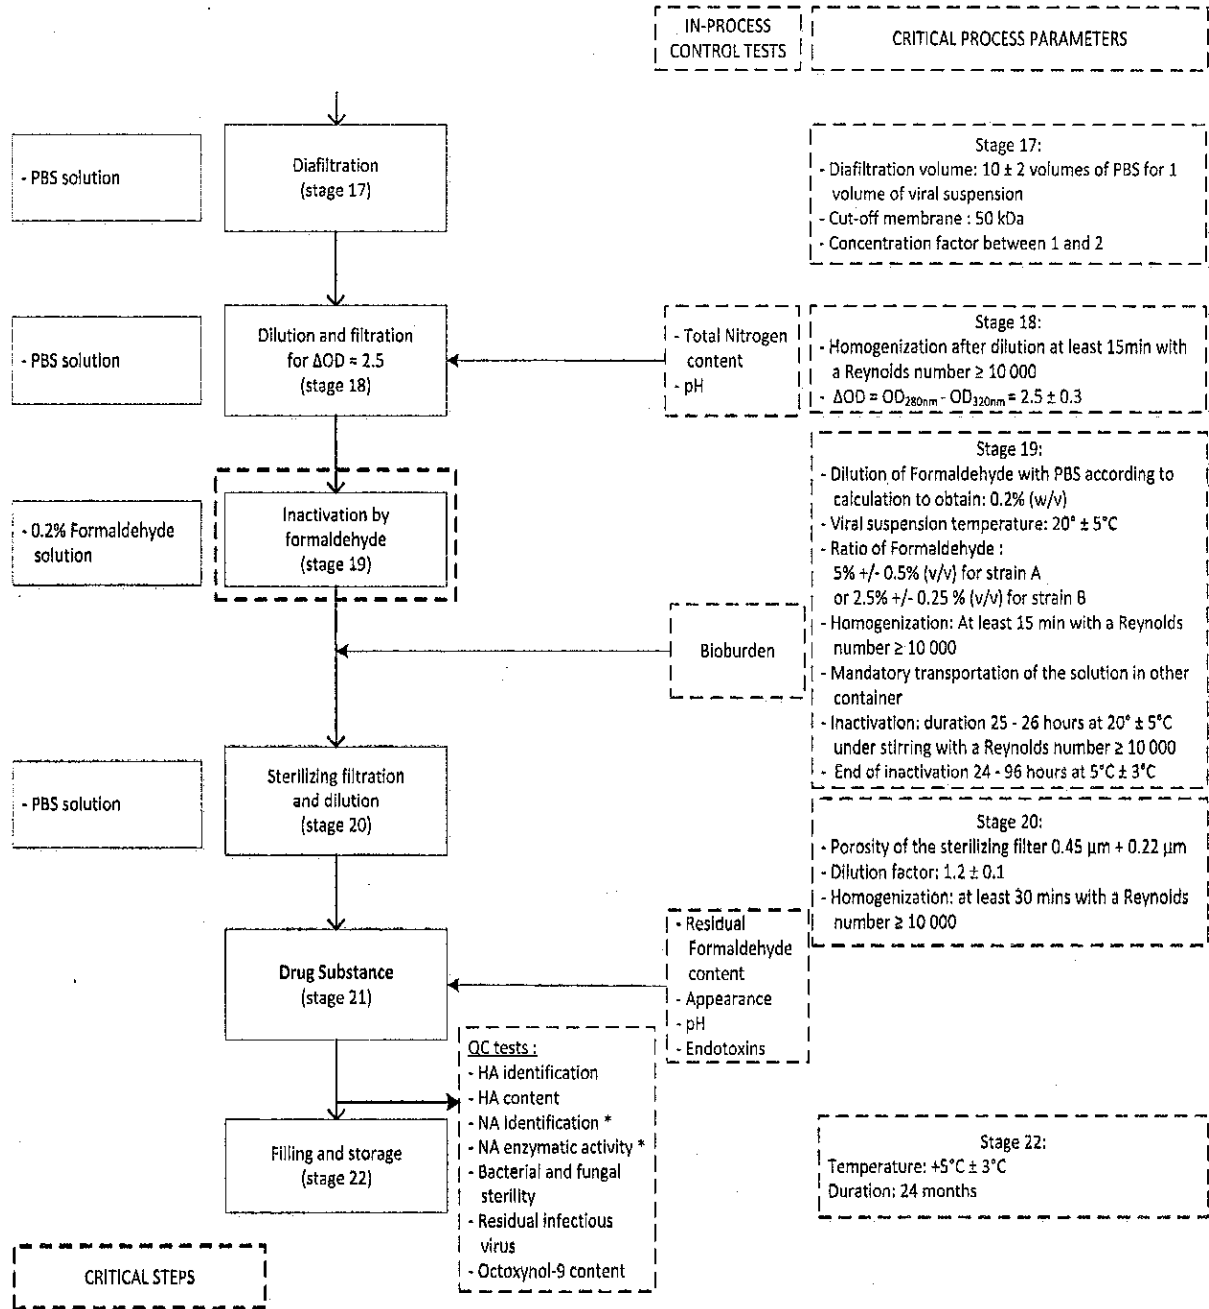 IN-PROCESS
CONTROL TESTS
CRITICAL PROCESS PARAMETERS
- PBS solution
Diafiltration
(stage 17)
Stage 17:
- Diafiltration volume: 10 ± 2 volumes of PBS for 1
volume of viral suspension
- Cut-off membrane : 50 kDa
- Concentration factor between 1 and 2
- PBS solution
Dilution and filtration
for ΔOD = 2.5
(stage 18)
- Total Nitrogen
content
- pH
Stage 18:
- Homogenization after dilution at least 15min with
a Reynolds number ≥ 10 000
- ΔOD = OD280nm - OD320nm = 2.5 ± 0.3
- 0.2% Formaldehyde
solution
Inactivation by
formaldehyde
(stage 19)
Stage 19:
- Dilution of Formaldehyde with PBS according to
calculation to obtain: 0.2% (w/v)
- Viral suspension temperature: 20° ± 5°C
- Ratio of Formaldehyde :
5% +/- 0.5% (v/v) for strain A
or 2.5% +/- 0.25 % (v/v) for strain B
- Homogenization: At least 15 min with a Reynolds
number ≥ 10 000
- Mandatory transportation of the solution in other
container
- Inactivation: duration 25 - 26 hours at 20° ± 5°C
under stirring with a Reynolds number ≥ 10 000
- End of inactivation 24 - 96 hours at 5°C ± 3°C
Bioburden
- PBS solution
Sterilizing filtration
and dilution
(stage 20)
Stage 20:
- Porosity of the sterilizing filter 0.45 µm + 0.22 µm
- Dilution factor: 1.2 ± 0.1
- Homogenization: at least 30 mins with a Reynolds
number ≥ 10 000
Drug Substance
(stage 21)
- Residual
Formaldehyde
content
- Appearance
- pH
- Endotoxins
QC tests :
- HA identification
- HA content
- NA Identification *
- NA enzymatic activity *
- Bacterial and fungal
sterility
- Residual infectious
virus
- Octoxynol-9 content
Filling and storage
(stage 22)
Stage 22:
Temperature: +5°C ± 3°C
Duration: 24 months
CRITICAL STEPS